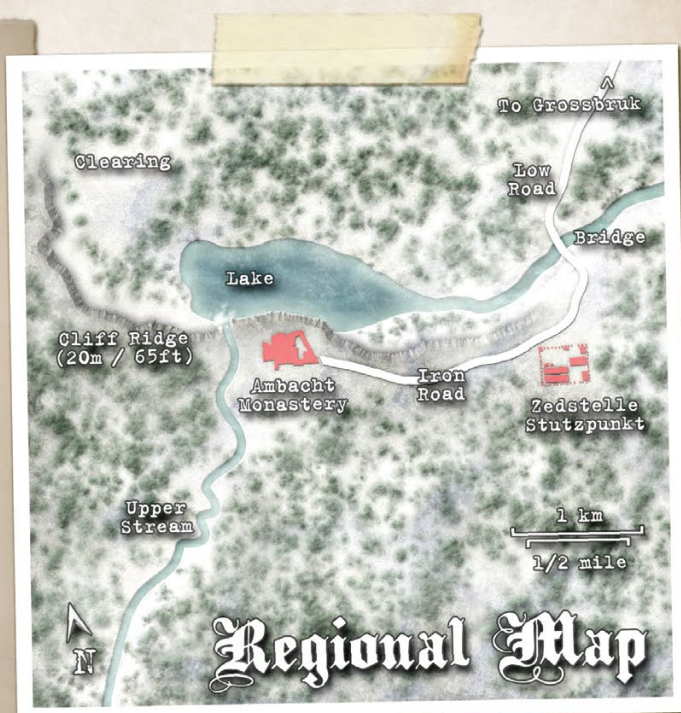 To Grossbruk
Clearing
Low
Road
Bridge
Lake
Cliff Ridge
(20m / 65ft)
Ambacht
Monastery
Iron
Road
Zedstelle
Stutzpunkt
Upper
Stream
1 km
1/2 mile
N
Regional Map